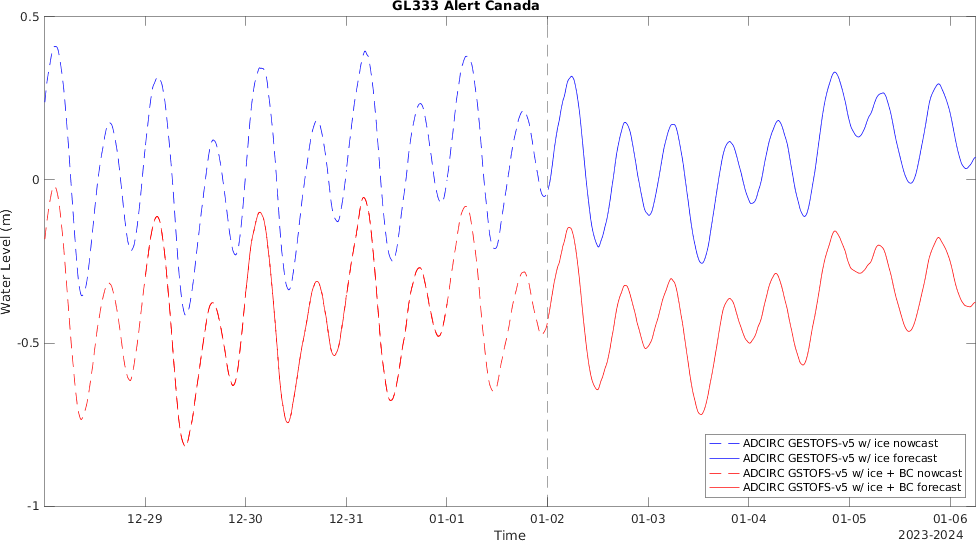 GL333 Alert Canada
0.5
0
-0.5
-1
Water Level (m)
ADCIRC GESTOFS-v5 w/ ice nowcast
ADCIRC GESTOFS-v5 w/ ice forecast
ADCIRC GSTOFS-v5 w/ ice + BC nowcast
ADCIRC GSTOFS-v5 w/ ice + BC forecast
12-29 12-30 12-31 01-01 01-02 01-03 01-04 01-05 01-06
Time
2023-2024